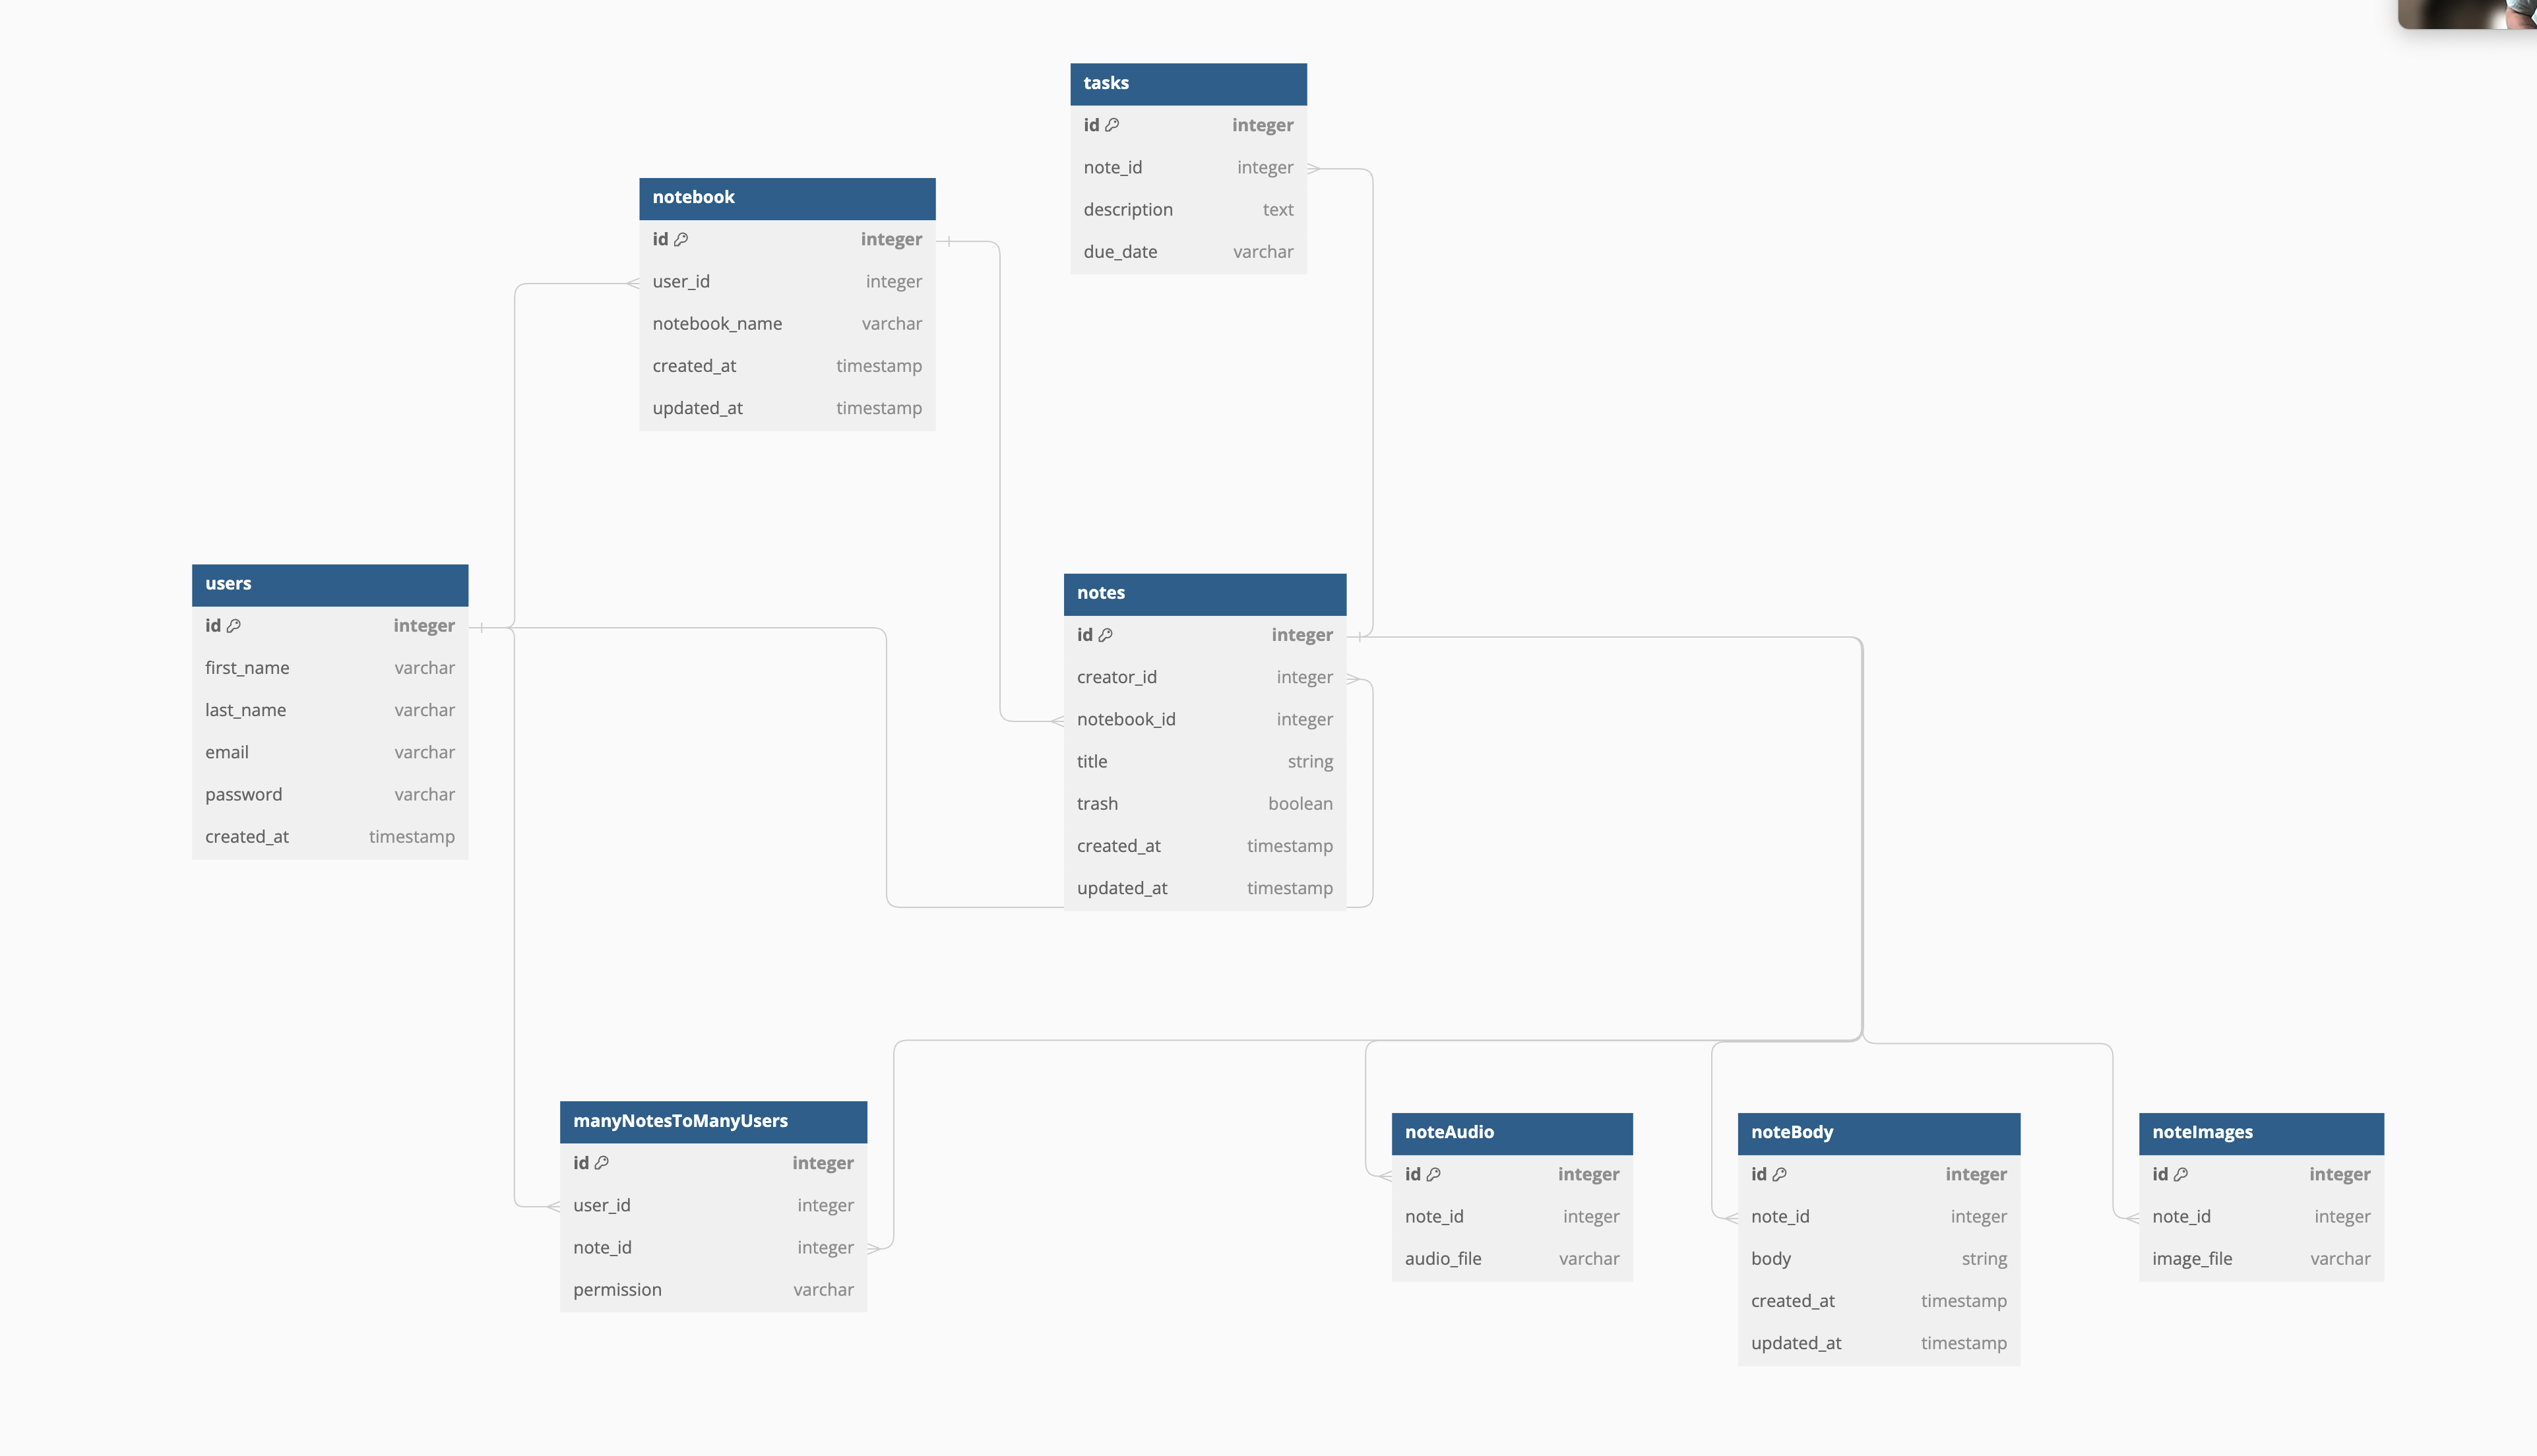 tasks
id integer
note_id integer
description text
due_date varchar
notebook
id integer
user_id integer
notebook_name varchar
created_at timestamp
updated_at timestamp
users
id integer
first_name varchar
last_name varchar
email varchar
password varchar
created_at timestamp
notes
id integer
creator_id integer
notebook_id integer
title string
trash boolean
created_at timestamp
updated_at timestamp
manyNotesToManyUsers
id integer
user_id integer
note_id integer
permission varchar
noteAudio
id integer
note_id integer
audio_file varchar
noteBody
id integer
note_id integer
body string
created_at timestamp
updated_at timestamp
noteImages
id integer
note_id integer
image_file varchar